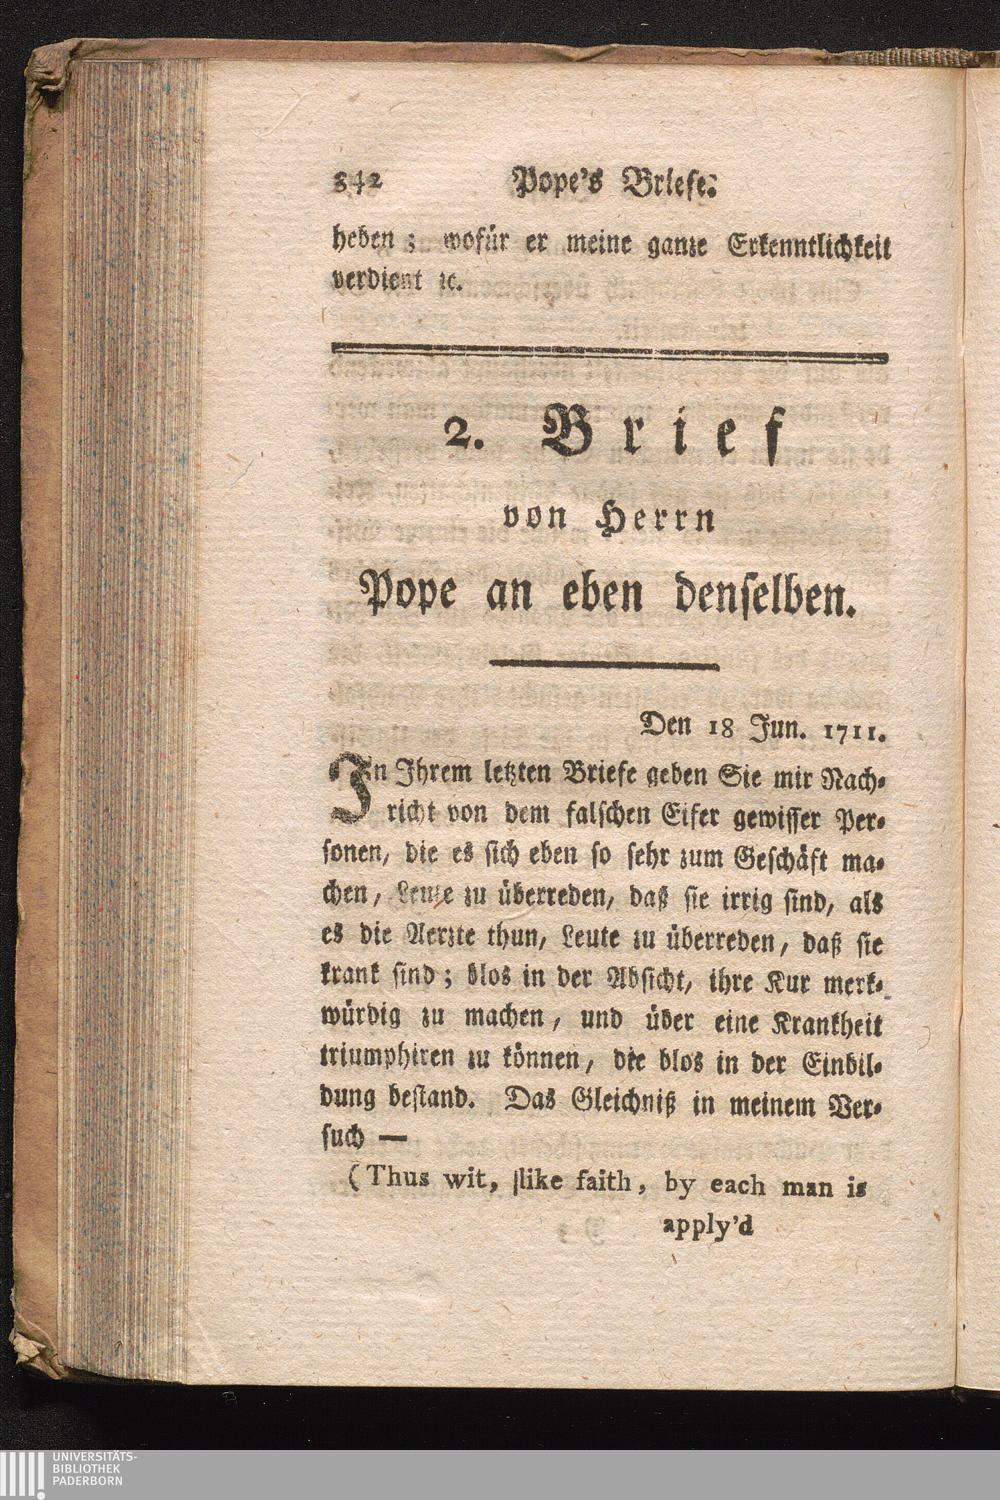 342 Pope's Briefe.
heben; wofür er meine ganze Erkenntlichkeit
verdient ꝛc.
2. Brief
von Herrn
Pope an eben denselben.
Den 18 Jun. 1711.
In Ihrem letzten Briefe geben Sie mir Nach-
richt von dem falschen Eifer gewisser Per-
sonen, die es sich eben so sehr zum Geschäft ma-
chen, Leute zu überreden, daß sie irrig sind, als
es die Aerzte thun, Leute zu überreden, daß sie
krank sind; blos in der Absicht, ihre Kur merk-
würdig zu machen, und über eine Krankheit
triumphiren zu können, die blos in der Einbil-
dung bestand. Das Gleichniß in meinem Ver-
such —
(Thus wit, like faith, by each man is
apply'd
UNIVERSITÄTS-
BIBLIOTHEK
PADERBORN